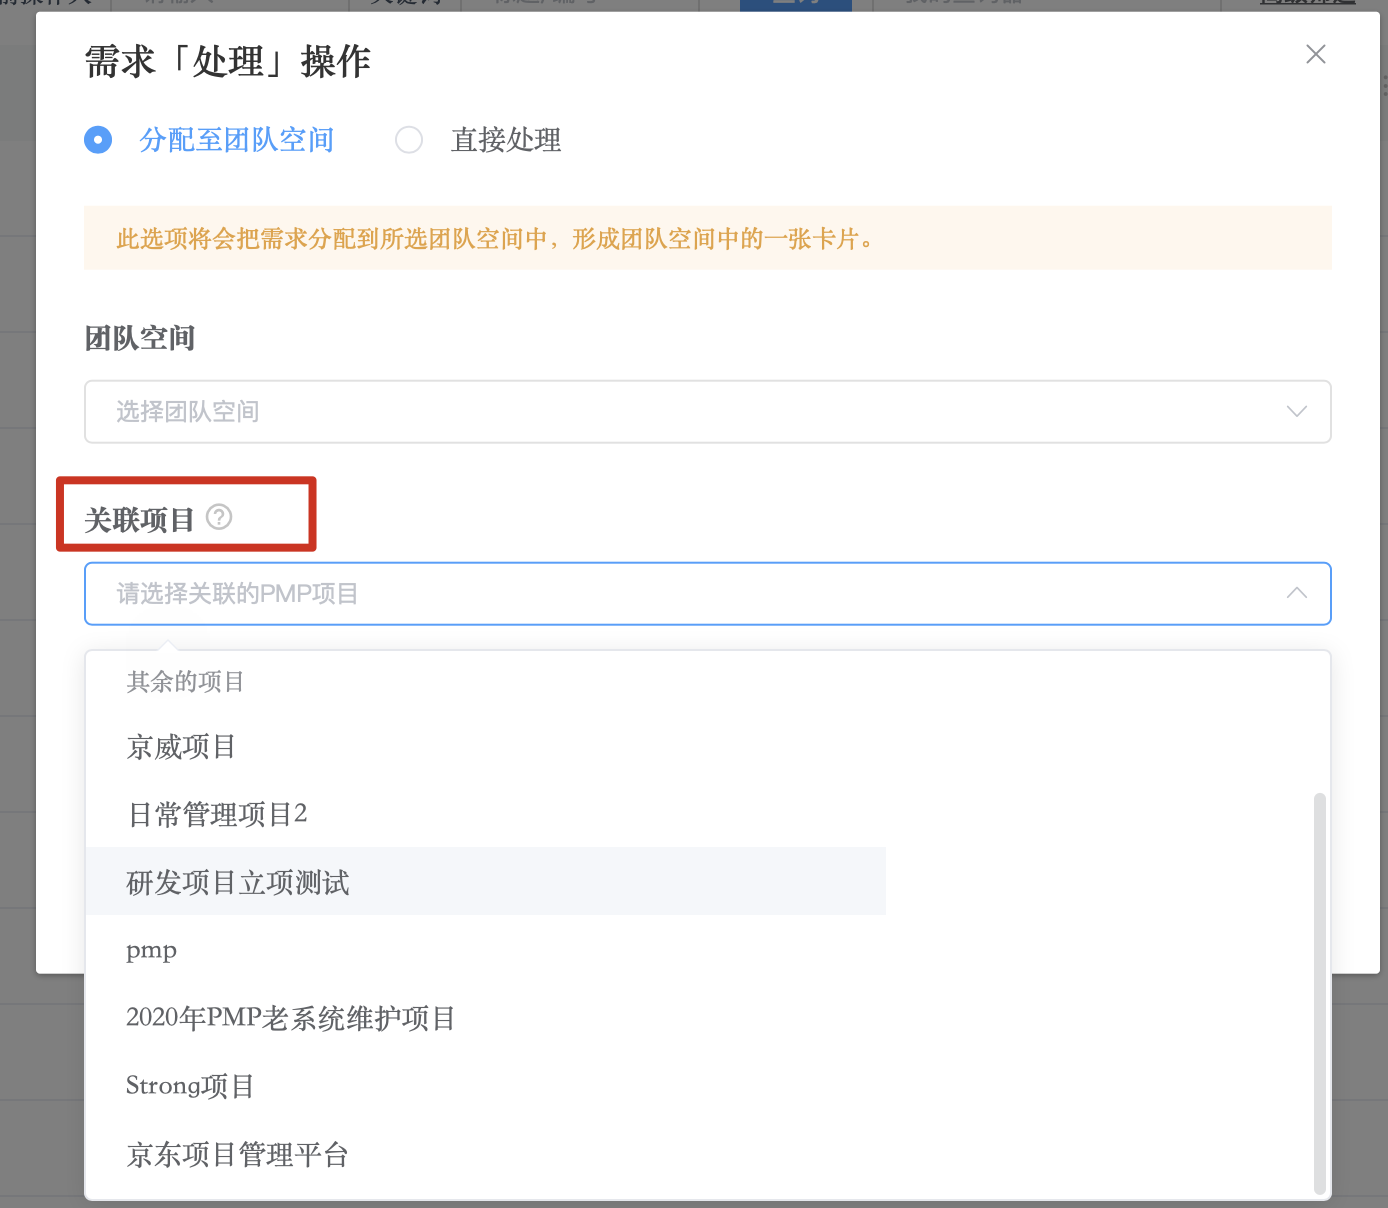 需求「处理」操作
分配至团队空间
直接处理
此选项将会把需求分配到所选团队空间中，形成团队空间中的一张卡片。
团队空间
选择团队空间
关联项目
请选择关联的PMP项目
其余的项目
京威项目
日常管理项目2
研发项目立项测试
pmp
2020年PMP老系统维护项目
Strong项目
京东项目管理平台